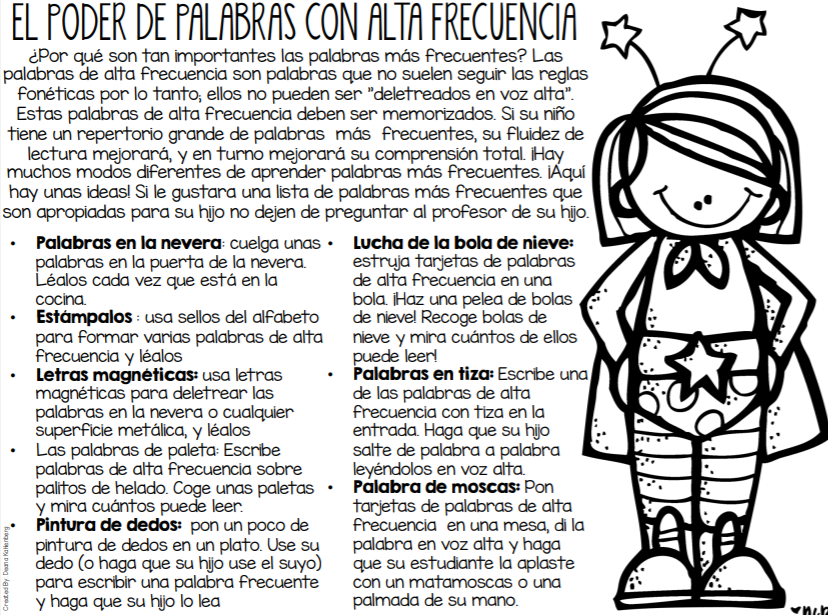 EL PODER DE PALABRAS CON ALTA FRECUENCIA
¿Por qué son tan importantes las palabras más frecuentes? Las
palabras de alta frecuencia son palabras que no suelen seguir las reglas
fonéticas por lo tanto; ellos no pueden ser "deletreados en voz alta".
Estas palabras de alta frecuencia deben ser memorizados. Si su niño
tiene un repertorio grande de palabras más frecuentes, su fluidez de
lectura mejorará, y en turno mejorará su comprensión total. ¡Hay
muchos modos diferentes de aprender palabras más frecuentes. ¡Aquí
hay unas ideas! Si le gustara una lista de palabras más frecuentes que
son apropiadas para su hijo no dejen de preguntar al profesor de su hijo.
• Palabras en la nevera: cuelga unas
palabras en la puerta de la nevera.
Léalos cada vez que está en la
cocina.
• Estámpalos : usa sellos del alfabeto
para formar varias palabras de alta
frecuencia y léalos
• Letras magnéticas: usa letras
magnéticas para deletrear las
palabras en la nevera o cualquier
superficie metálica, y léalos
• Las palabras de paleta: Escribe
palabras de alta frecuencia sobre
palitos de helado. Coge unas paletas
y mira cuántos puede leer.
• Pintura de dedos: pon un poco de
pintura de dedos en un plato. Use su
dedo (o haga que su hijo use el suyo)
para escribir una palabra frecuente
y haga que su hijo lo lea
• Lucha de la bola de nieve:
estruja tarjetas de palabras
de alta frecuencia en una
bola. ¡Haz una pelea de bolas
de nieve! Recoge bolas de
nieve y mira cuántos de ellos
puede leer!
• Palabras en tiza: Escribe una
de las palabras de alta
frecuencia con tiza en la
entrada. Haga que su hijo
salte de palabra a palabra
leyéndolos en voz alta.
• Palabra de moscas: Pon
tarjetas de palabras de alta
frecuencia en una mesa, di la
palabra en voz alta y haga
que su estudiante la aplaste
con un matamoscas o una
palmada de su mano.